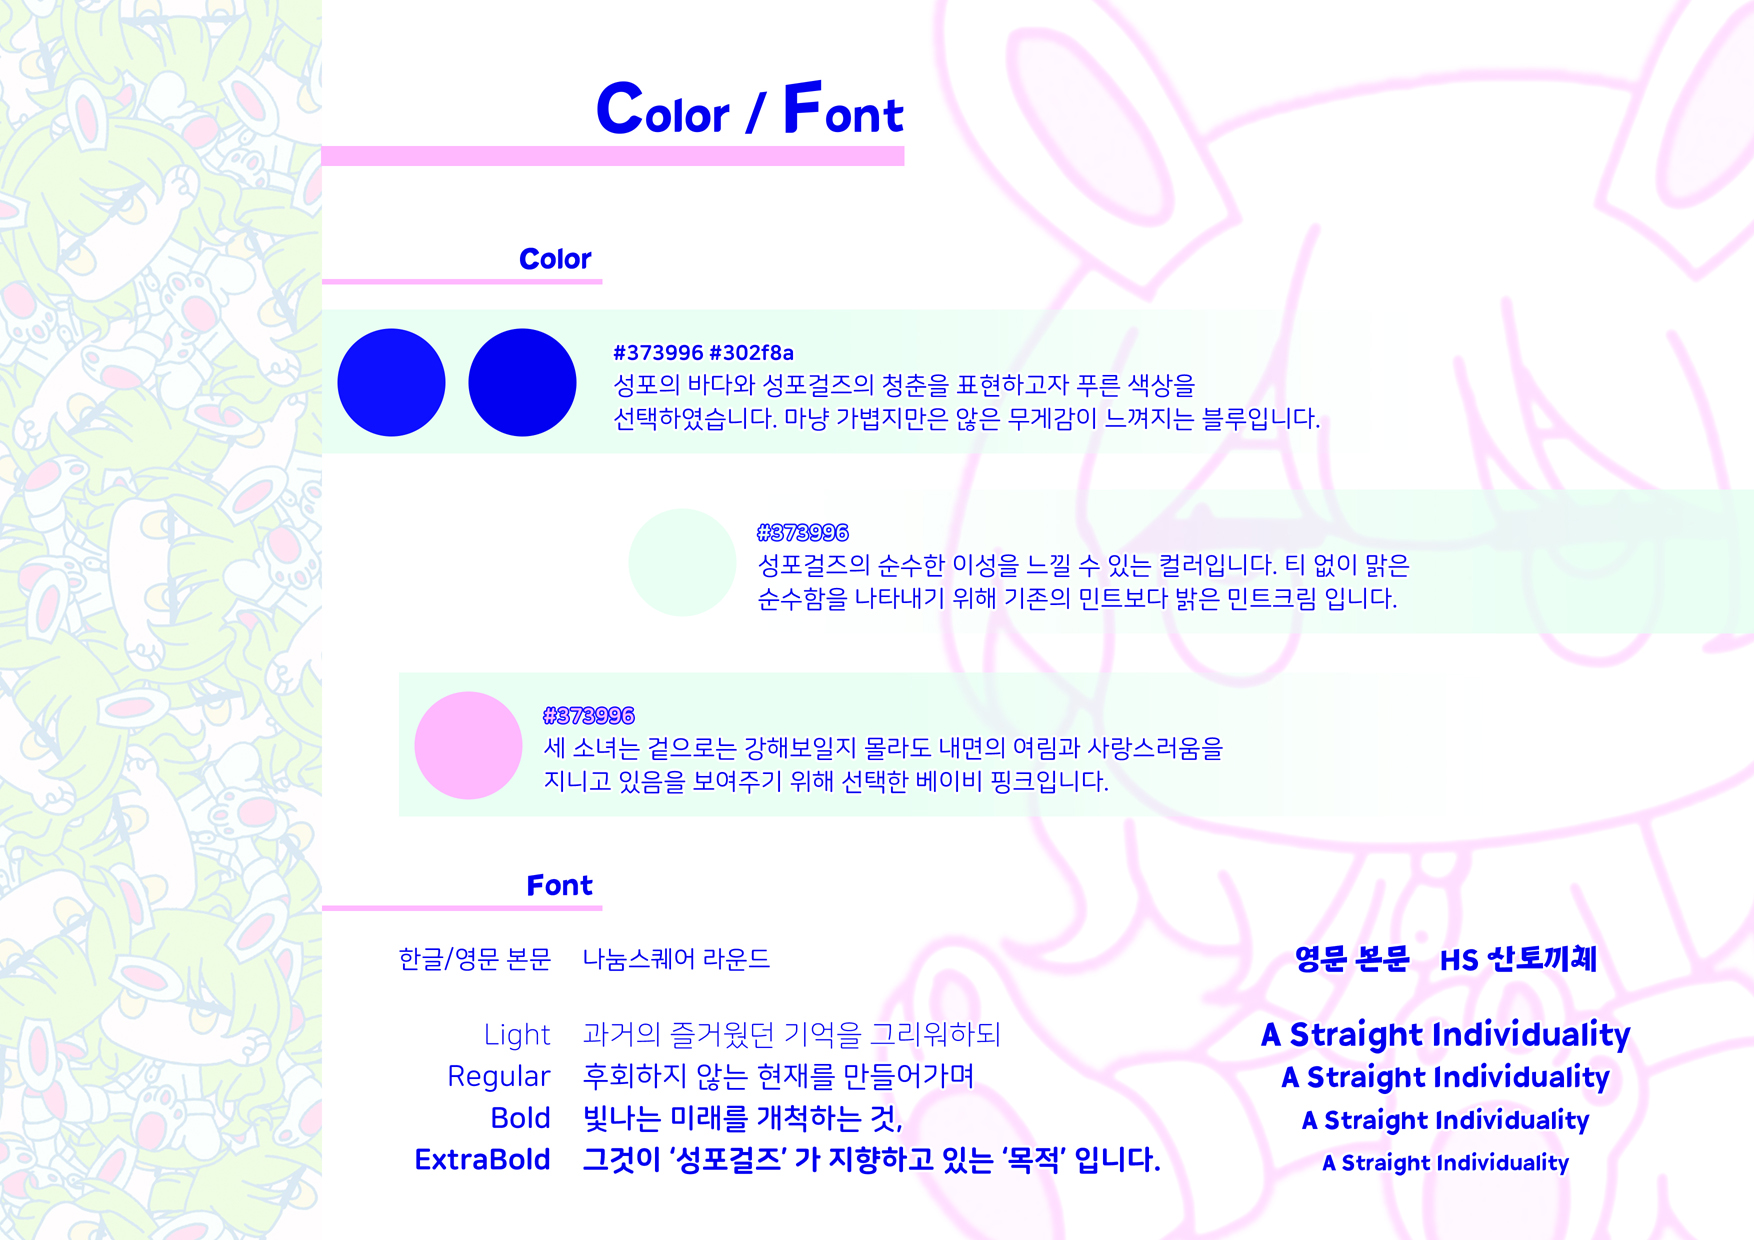 Color / Font
Color
#373996 #302f8a
성포의 바다와 성포걸즈의 청춘을 표현하고자 푸른 색상을
선택하였습니다. 마냥 가볍지만은 않은 무게감이 느껴지는 블루입니다.
#373996
성포걸즈의 순수한 이성을 느낄 수 있는 컬러입니다. 티 없이 맑은
순수함을 나타내기 위해 기존의 민트보다 밝은 민트크림 입니다.
#373996
세 소녀는 겉으로는 강해보일지 몰라도 내면의 여림과 사랑스러움을
지니고 있음을 보여주기 위해 선택한 베이비 핑크입니다.
Font
한글/영문 본문 나눔스퀘어 라운드
Light 과거의 즐거웠던 기억을 그리워하되
Regular 후회하지 않는 현재를 만들어가며
Bold 빛나는 미래를 개척하는 것,
ExtraBold 그것이 ‘성포걸즈’ 가 지향하고 있는 ‘목적’ 입니다.
영문 본문 HS 산토끼체
A Straight Individuality
A Straight Individuality
A Straight Individuality
A Straight Individuality